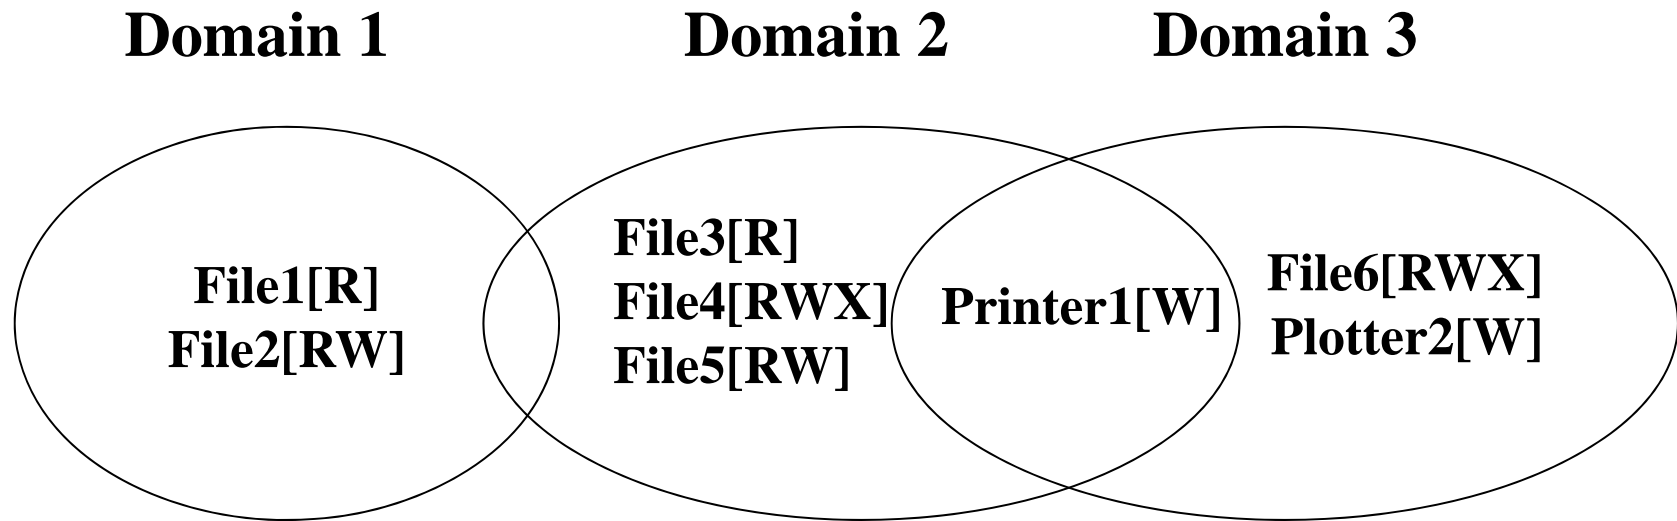 Domain 1
Domain 2
Domain 3
File1[R]
File2[RW]
File3[R]
File4[RWX]
File5[RW]
Printer1[W]
File6[RWX]
Plotter2[W]